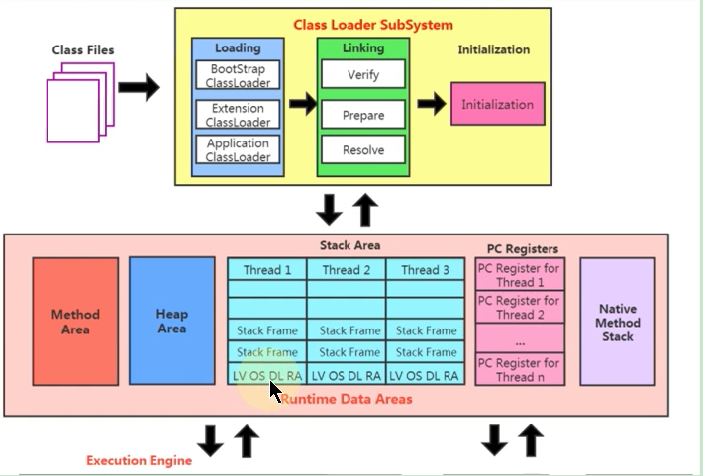 Class Loader SubSystem
Class Files
Loading
Linking
Initialization
BootStrap
ClassLoader
Verify
Extension
ClassLoader
Prepare
Initialization
Application
ClassLoader
Resolve
Stack Area
PC Registers
Method
Area
Heap
Area
Thread 1
Thread 2
Thread 3
Stack Frame
Stack Frame
Stack Frame
Stack Frame
Stack Frame
Stack Frame
LV OS DL RA
LV OS DL RA
LV OS DL RA
PC Register for
Thread 1
PC Register for
Thread 2
...
PC Register for
Thread n
Native
Method
Stack
Runtime Data Areas
Execution Engine